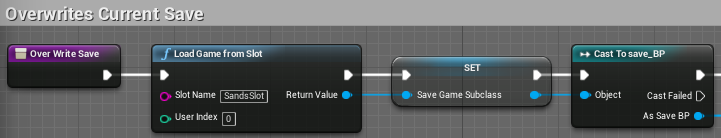 Overwrites Current Save
Over Write Save
Load Game from Slot
Slot Name SandsSlot
Return Value
User Index 0
SET
Save Game Subclass
Cast To save_BP
Object
Cast Failed
As Save BP